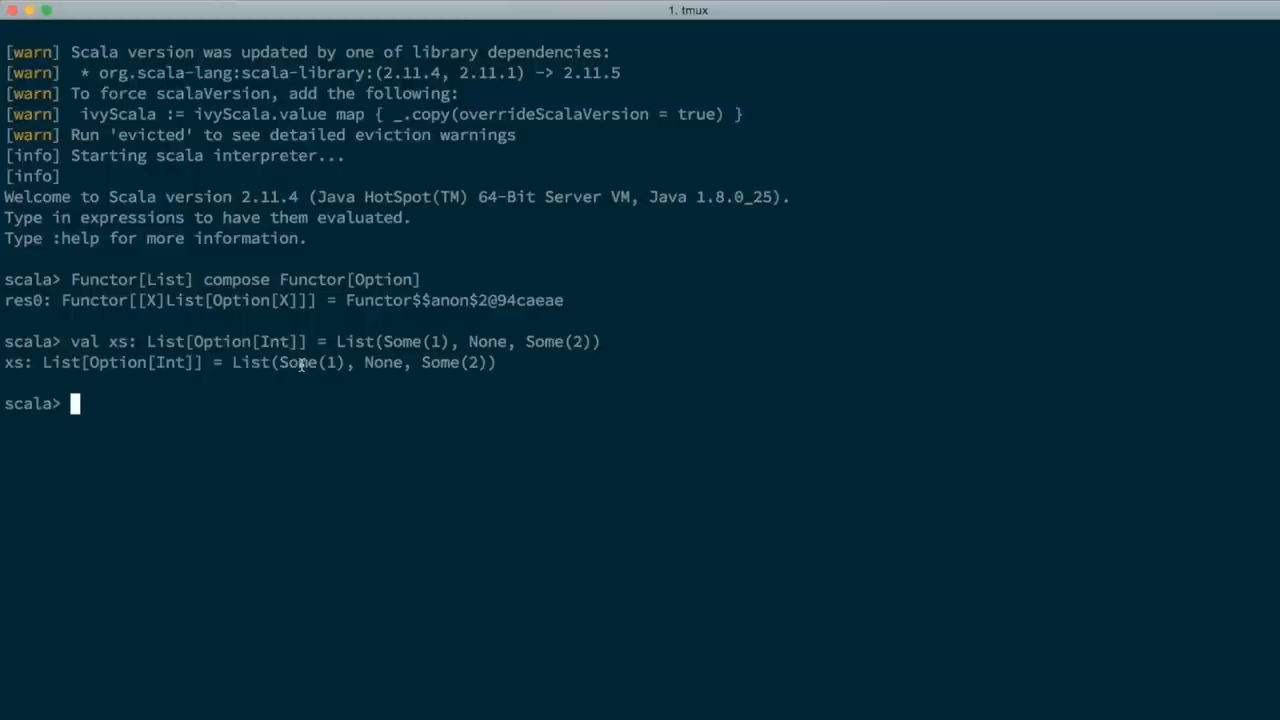 1. tmux
[warn] Scala version was updated by one of library dependencies:
[warn]  * org.scala-lang:scala-library:(2.11.4, 2.11.1) -> 2.11.5
[warn] To force scalaVersion, add the following:
[warn]  ivyScala := ivyScala.value map { _.copy(overrideScalaVersion = true) }
[warn] Run 'evicted' to see detailed eviction warnings
[info] Starting scala interpreter...
[info]
Welcome to Scala version 2.11.4 (Java HotSpot(TM) 64-Bit Server VM, Java 1.8.0_25).
Type in expressions to have them evaluated.
Type :help for more information.
scala> Functor[List] compose Functor[Option]
res0: Functor[[X]List[Option[X]]] = Functor$$anon$2@94caeae
scala> val xs: List[Option[Int]] = List(Some(1), None, Some(2))
xs: List[Option[Int]] = List(Some(1), None, Some(2))
scala>